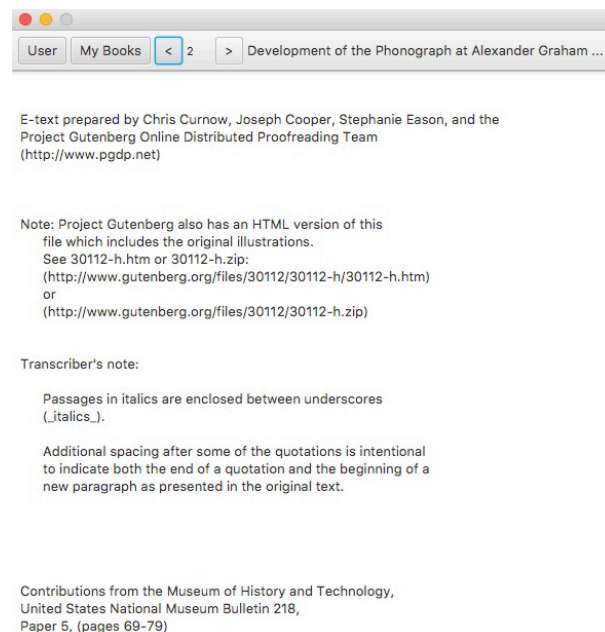 User My Books < 2 > Development of the Phonograph at Alexander Graham ...
E-text prepared by Chris Curnow, Joseph Cooper, Stephanie Eason, and the
Project Gutenberg Online Distributed Proofreading Team
(http://www.pgdp.net)
Note: Project Gutenberg also has an HTML version of this
file which includes the original illustrations.
See 30112-h.htm or 30112-h.zip:
(http://www.gutenberg.org/files/30112/30112-h/30112-h.htm)
or
(http://www.gutenberg.org/files/30112/30112-h.zip)
Transcriber's note:
Passages in italics are enclosed between underscores
(_italics_).
Additional spacing after some of the quotations is intentional
to indicate both the end of a quotation and the beginning of a
new paragraph as presented in the original text.
Contributions from the Museum of History and Technology,
United States National Museum Bulletin 218,
Paper 5, (pages 69-79)